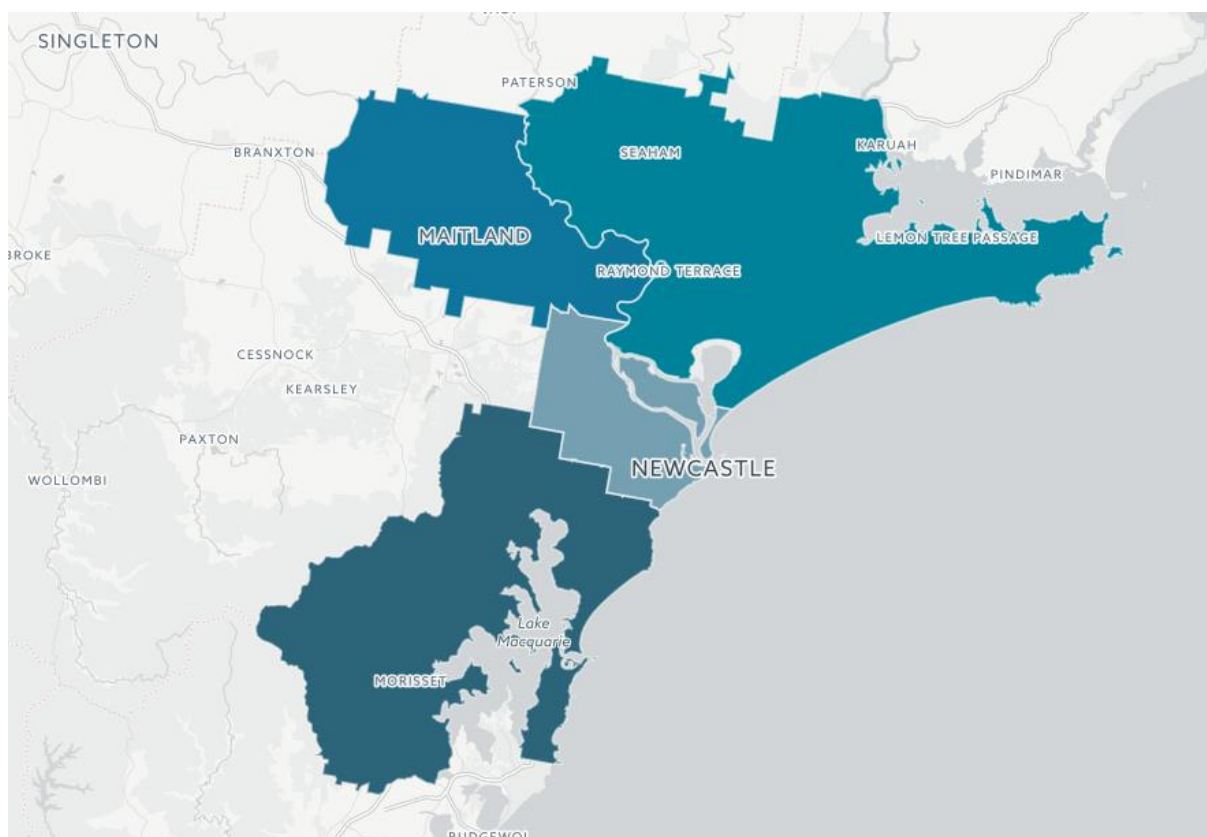 SINGLETON
PATERSON
BRANXTON
SEAHAM
KARUAH
PINDIMAR
MAITLAND
LEMON TREE PASSAGE
BROKE
RAYMOND TERRACE
CESSNOCK
KEARSLEY
PAXTON
NEWCASTLE
WOLLOMBI
Lake
Macquarie
MORISSET